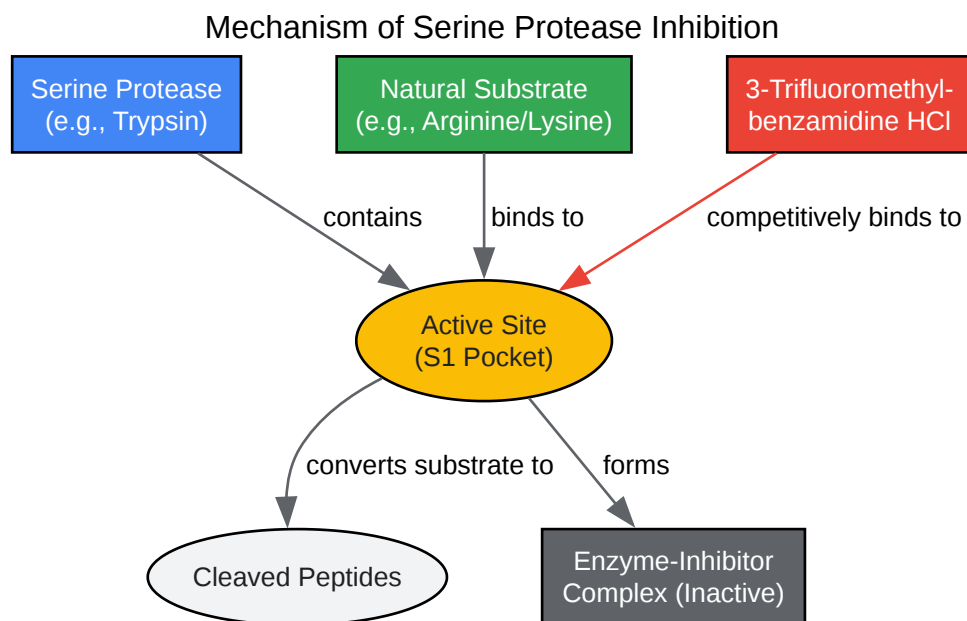 Mechanism of Serine Protease Inhibition
Serine Protease
(e.g., Trypsin)
Natural Substrate
(e.g., Arginine/Lysine)
3-Trifluoromethyl-
benzamidine HCl
contains
binds to
competitively binds to
Active Site
(S1 Pocket)
converts substrate to
forms
Cleaved Peptides
Enzyme-Inhibitor
Complex (Inactive)